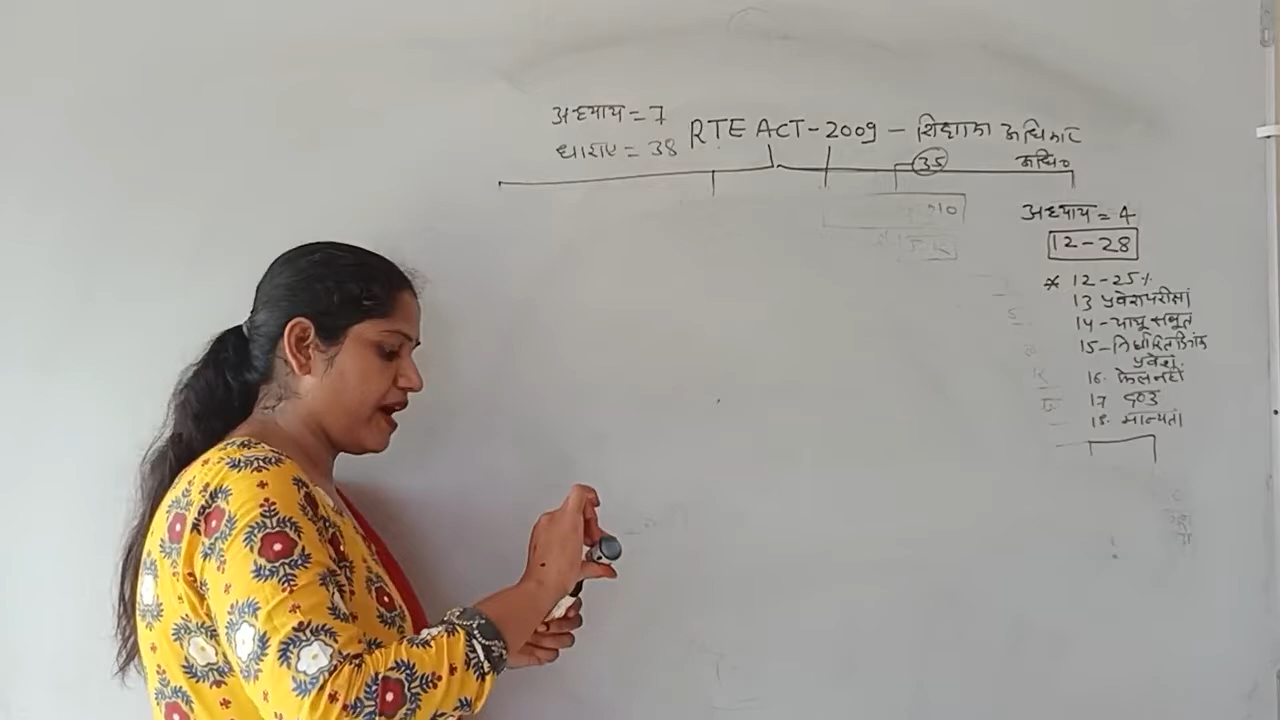 अध्याय = 7
धाराए = 38
RTE ACT - 2009 - शिक्षा का अधिकार
35
अधि०
अध्याय = 4
12 - 28
* 12 - 25%
13 प्रवेश परीक्षा
14 - आयु सबूत
15 - निर्धारित दिनांक
प्रवेश
16. फेल नहीं
17 दण्ड
18. मान्यता